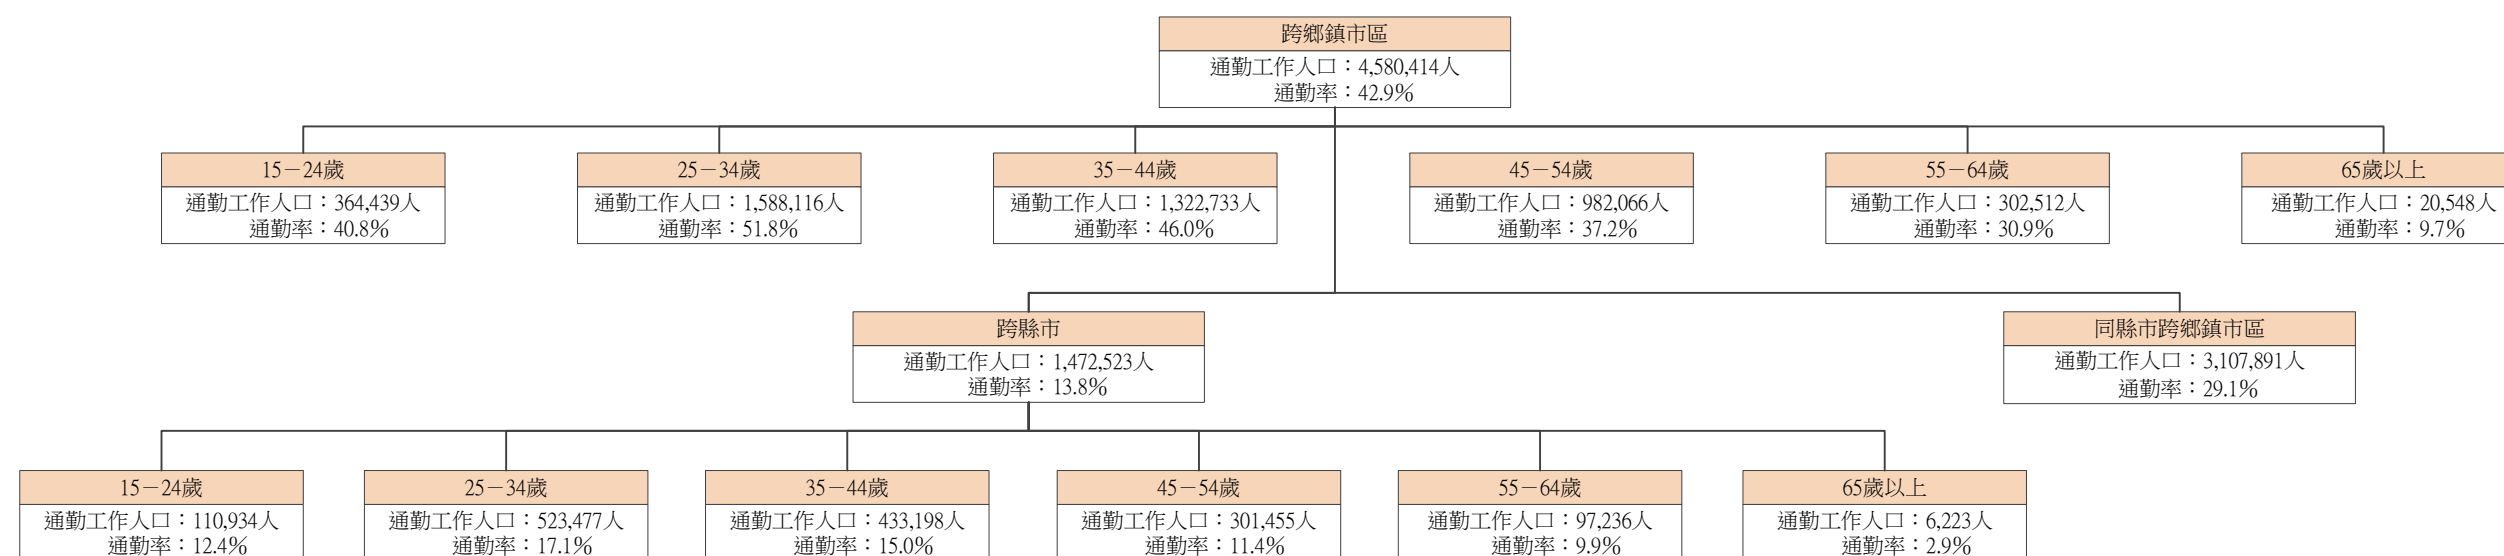 跨鄉鎮市區
通勤工作人口：4,580,414人
通勤率：42.9%
15－24歲
通勤工作人口：364,439人
通勤率：40.8%
25－34歲
通勤工作人口：1,588,116人
通勤率：51.8%
35－44歲
通勤工作人口：1,322,733人
通勤率：46.0%
45－54歲
通勤工作人口：982,066人
通勤率：37.2%
55－64歲
通勤工作人口：302,512人
通勤率：30.9%
65歲以上
通勤工作人口：20,548人
通勤率：9.7%
跨縣市
通勤工作人口：1,472,523人
通勤率：13.8%
同縣市跨鄉鎮市區
通勤工作人口：3,107,891人
通勤率：29.1%
15－24歲
通勤工作人口：110,934人
通勤率：12.4%
25－34歲
通勤工作人口：523,477人
通勤率：17.1%
35－44歲
通勤工作人口：433,198人
通勤率：15.0%
45－54歲
通勤工作人口：301,455人
通勤率：11.4%
55－64歲
通勤工作人口：97,236人
通勤率：9.9%
65歲以上
通勤工作人口：6,223人
通勤率：2.9%